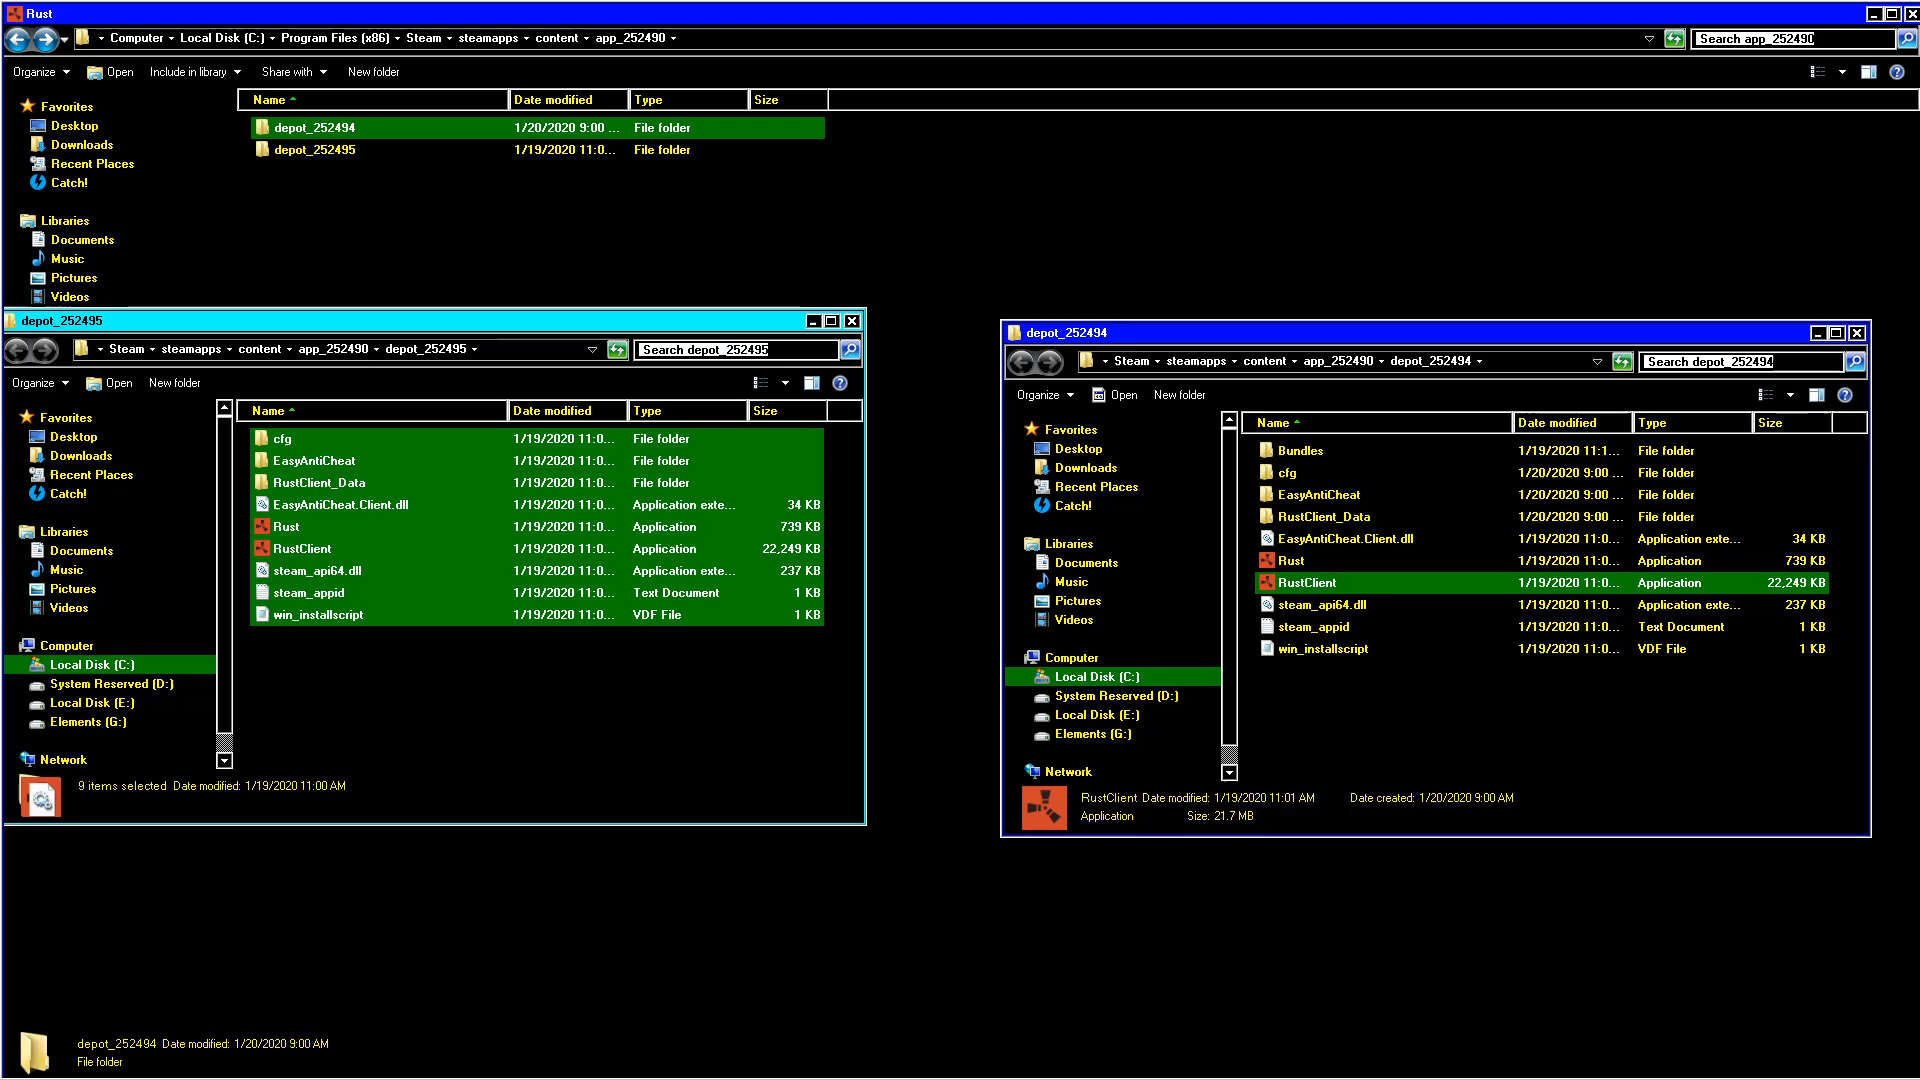 Rust
Computer Local Disk (C:) Program Files (x86) Steam steamapps content app_252490 Search app_252490
Organize Open Include in library Share with New folder
Name Date modified Type Size
depot_252494 1/20/2020 9:00 ... File folder
depot_252495 1/19/2020 11:0... File folder
Favorites
Desktop
Downloads
Recent Places
Catch!
Libraries
Documents
Music
Pictures
Videos
depot_252495
Steam steamapps content app_252490 depot_252495 Search depot_252495
Organize Open New folder
Favorites
Desktop
Downloads
Recent Places
Catch!
Libraries
Documents
Music
Pictures
Videos
Computer
Local Disk (C:)
System Reserved (D:)
Local Disk (E:)
Elements (G:)
Network
Name Date modified Type Size
cfg 1/19/2020 11:0... File folder
EasyAntiCheat 1/19/2020 11:0... File folder
RustClient_Data 1/19/2020 11:0... File folder
EasyAntiCheat.Client.dll 1/19/2020 11:0... Application exte... 34 KB
Rust 1/19/2020 11:0... Application 739 KB
RustClient 1/19/2020 11:0... Application 22,249 KB
steam_api64.dll 1/19/2020 11:0... Application exte... 237 KB
steam_appid 1/19/2020 11:0... Text Document 1 KB
win_installscript 1/19/2020 11:0... VDF File 1 KB
9 items selected Date modified: 1/19/2020 11:00 AM
depot_252494
Steam steamapps content app_252490 depot_252494 Search depot_252494
Organize Open New folder
Favorites
Desktop
Downloads
Recent Places
Catch!
Libraries
Documents
Music
Pictures
Videos
Computer
Local Disk (C:)
System Reserved (D:)
Local Disk (E:)
Elements (G:)
Network
Name Date modified Type Size
Bundles 1/19/2020 11:1... File folder
cfg 1/20/2020 9:00 ... File folder
EasyAntiCheat 1/20/2020 9:00 ... File folder
RustClient_Data 1/20/2020 9:00 ... File folder
EasyAntiCheat.Client.dll 1/19/2020 11:0... Application exte... 34 KB
Rust 1/19/2020 11:0... Application 739 KB
RustClient 1/19/2020 11:0... Application 22,249 KB
steam_api64.dll 1/19/2020 11:0... Application exte... 237 KB
steam_appid 1/19/2020 11:0... Text Document 1 KB
win_installscript 1/19/2020 11:0... VDF File 1 KB
RustClient Date modified: 1/19/2020 11:01 AM Date created: 1/20/2020 9:00 AM
Application Size: 21.7 MB
depot_252494 Date modified: 1/20/2020 9:00 AM
File folder